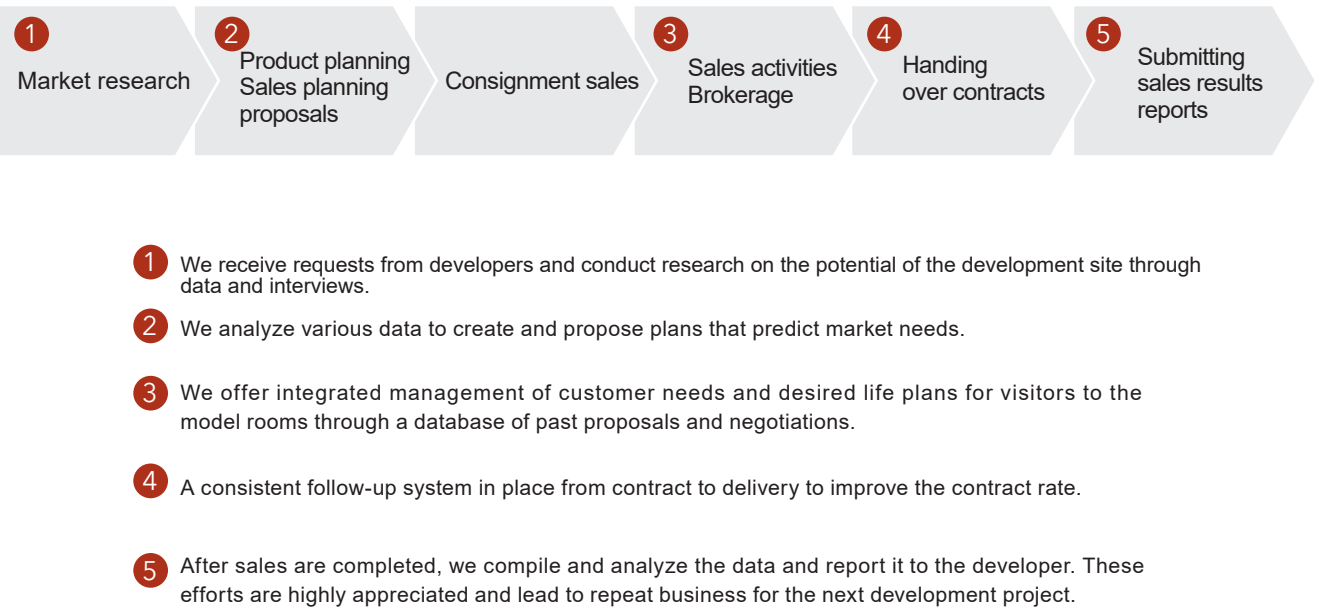 1
Market research
2
Product planning
Sales planning
proposals
Consignment sales
3
Sales activities
Brokerage
4
Handing
over contracts
5
Submitting
sales results
reports
1 We receive requests from developers and conduct research on the potential of the development site through
data and interviews.
2 We analyze various data to create and propose plans that predict market needs.
3 We offer integrated management of customer needs and desired life plans for visitors to the
model rooms through a database of past proposals and negotiations.
4 A consistent follow-up system in place from contract to delivery to improve the contract rate.
5 After sales are completed, we compile and analyze the data and report it to the developer. These
efforts are highly appreciated and lead to repeat business for the next development project.